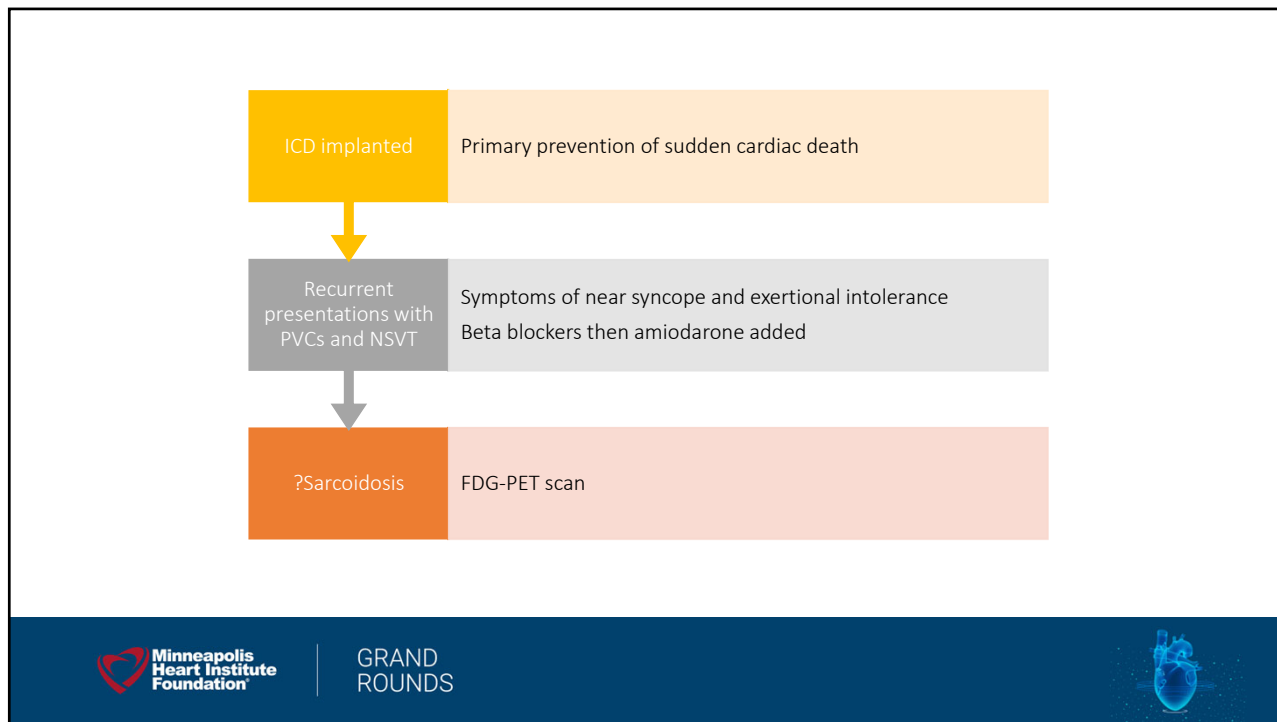 ICD implanted
Primary prevention of sudden cardiac death
Recurrent
presentations with
PVCs and NSVT
Symptoms of near syncope and exertional intolerance
Beta blockers then amiodarone added
?Sarcoidosis
FDG-PET scan
Minneapolis
Heart Institute
Foundation®
GRAND
ROUNDS